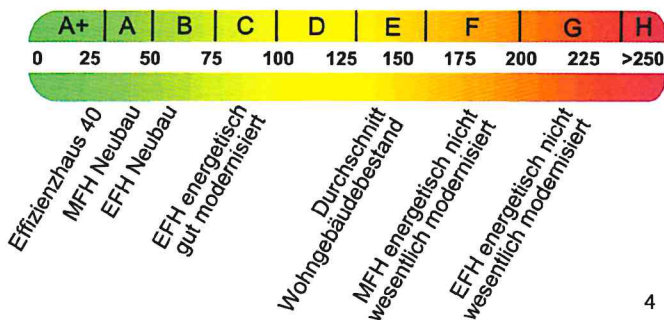 A+ A B C D E F G H
0 25 50 75 100 125 150 175 200 225 >250
Effizienzhaus 40
MFH Neubau
EFH Neubau
EFH energetisch
gut modernisiert
Durchschnitt
Wohngebäudebestand
MFH energetisch nicht
wesentlich modernisiert
EFH energetisch nicht
wesentlich modernisiert
4